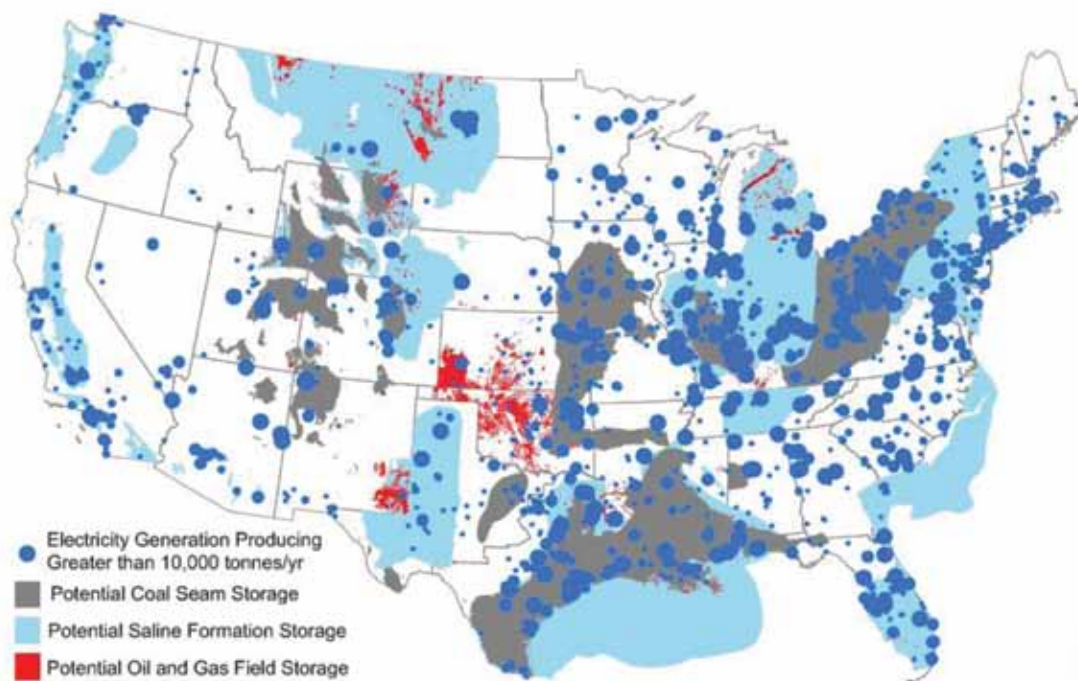 Electricity Generation Producing
Greater than 10,000 tonnes/yr
Potential Coal Seam Storage
Potential Saline Formation Storage
Potential Oil and Gas Field Storage